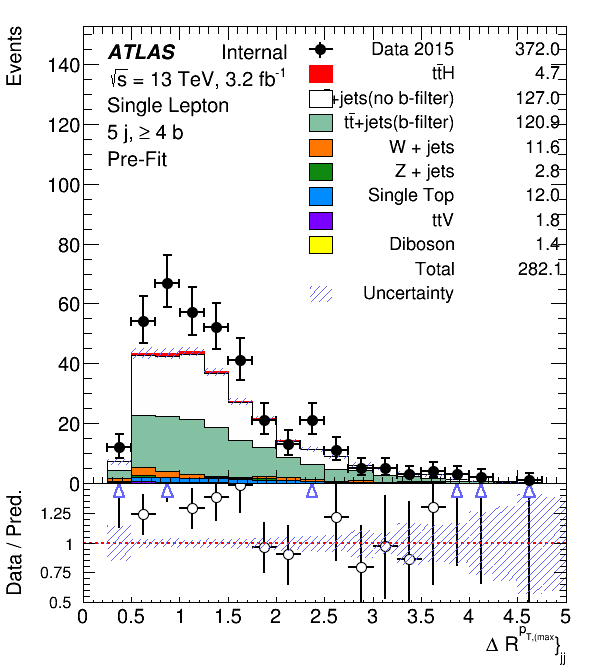 Events
ATLAS Internal
√s = 13 TeV, 3.2 fb-1
Single Lepton
5 j, ≥ 4 b
Pre-Fit
Data 2015 372.0
tt̄H 4.7
+jets(no b-filter) 127.0
tt̄+jets(b-filter) 120.9
W + jets 11.6
Z + jets 2.8
Single Top 12.0
ttV 1.8
Diboson 1.4
Total 282.1
Uncertainty
140
120
100
80
60
40
20
0
Data / Pred.
1.25
1
0.75
0.5
0 0.5 1 1.5 2 2.5 3 3.5 4 4.5 5
Δ R^{p_{T,(max}}_{jj}